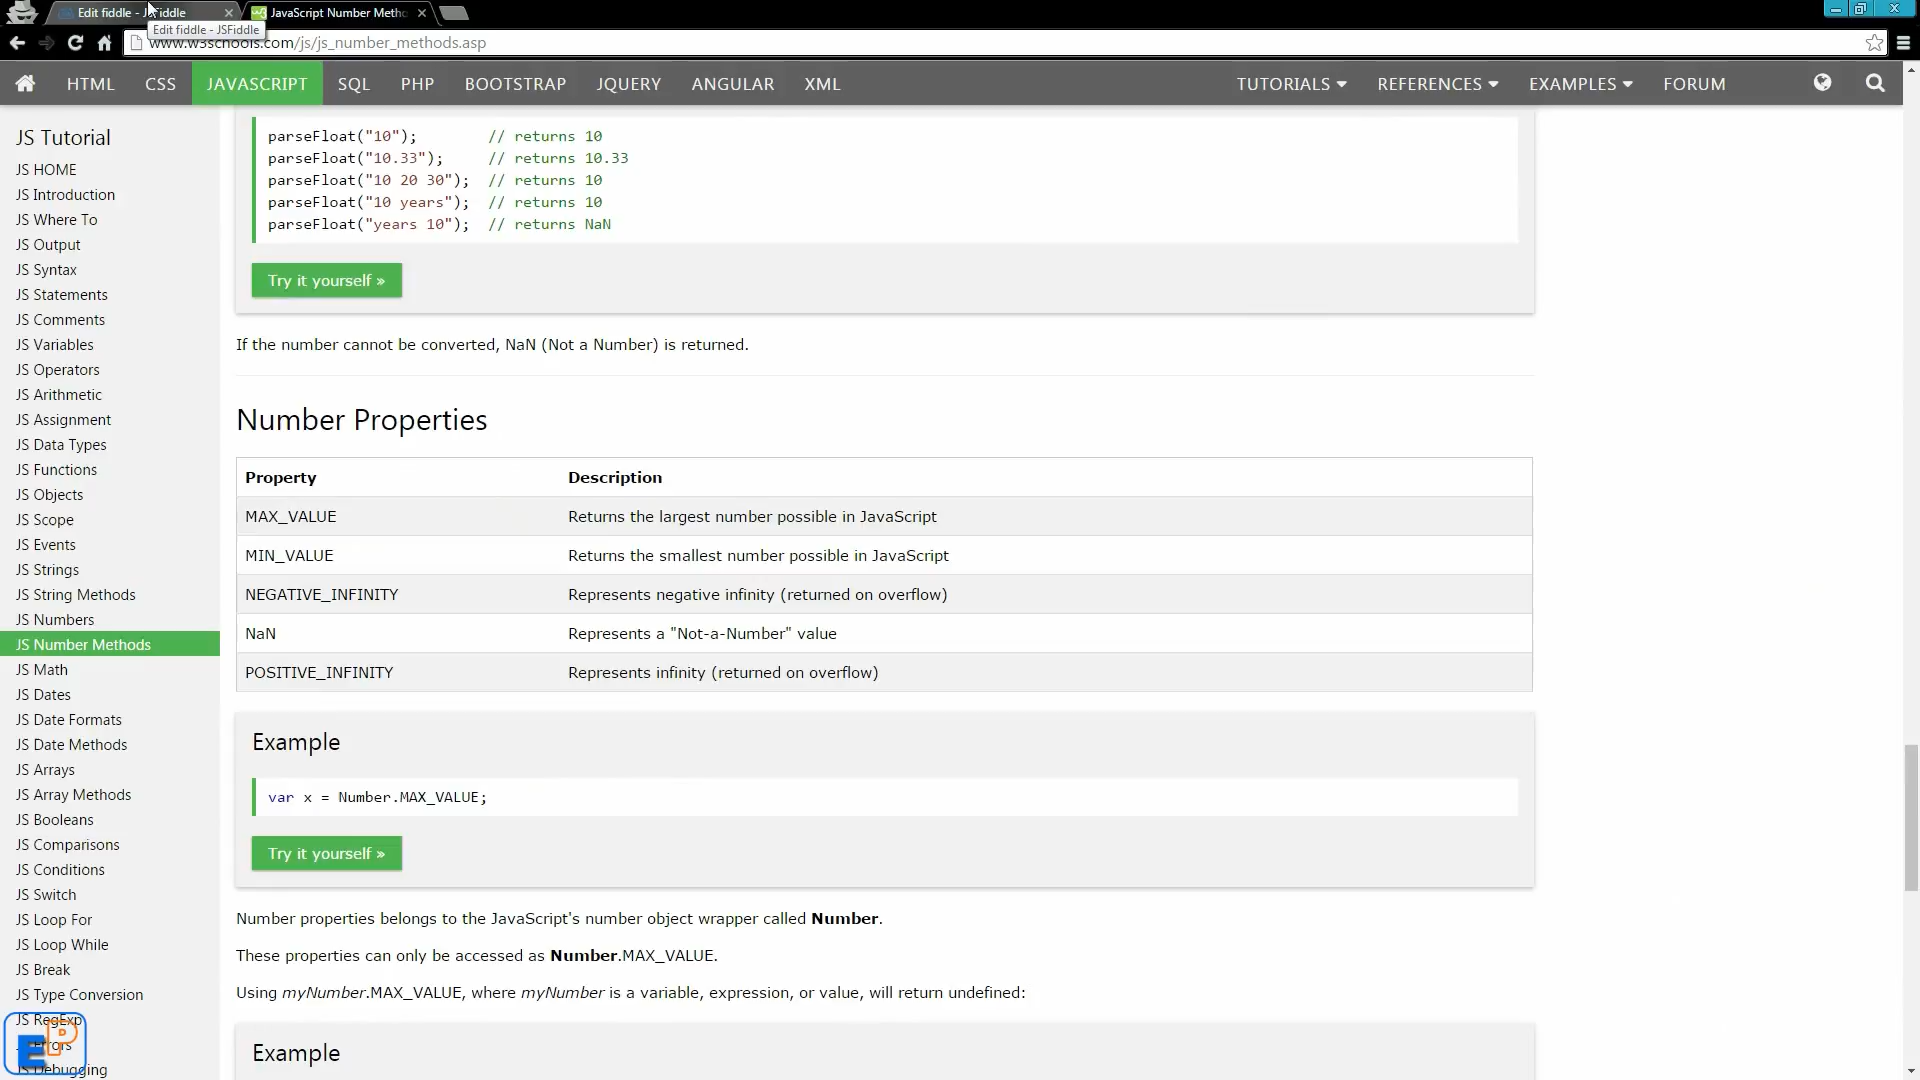 Edit fiddle - JSFiddle
JavaScript Number Metho
Edit fiddle - JSFiddle
www.w3schools.com/js/js_number_methods.asp
HTML CSS JAVASCRIPT SQL PHP BOOTSTRAP JQUERY ANGULAR XML TUTORIALS REFERENCES EXAMPLES FORUM
JS Tutorial
JS HOME
JS Introduction
JS Where To
JS Output
JS Syntax
JS Statements
JS Comments
JS Variables
JS Operators
JS Arithmetic
JS Assignment
JS Data Types
JS Functions
JS Objects
JS Scope
JS Events
JS Strings
JS String Methods
JS Numbers
JS Number Methods
JS Math
JS Dates
JS Date Formats
JS Date Methods
JS Arrays
JS Array Methods
JS Booleans
JS Comparisons
JS Conditions
JS Switch
JS Loop For
JS Loop While
JS Break
JS Type Conversion
JS RegExp
Errors
JS Debugging
EP
parseFloat("10"); // returns 10
parseFloat("10.33"); // returns 10.33
parseFloat("10 20 30"); // returns 10
parseFloat("10 years"); // returns 10
parseFloat("years 10"); // returns NaN
Try it yourself »
If the number cannot be converted, NaN (Not a Number) is returned.
Number Properties
Property Description
MAX_VALUE Returns the largest number possible in JavaScript
MIN_VALUE Returns the smallest number possible in JavaScript
NEGATIVE_INFINITY Represents negative infinity (returned on overflow)
NaN Represents a "Not-a-Number" value
POSITIVE_INFINITY Represents infinity (returned on overflow)
Example
var x = Number.MAX_VALUE;
Try it yourself »
Number properties belongs to the JavaScript's number object wrapper called Number.
These properties can only be accessed as Number.MAX_VALUE.
Using myNumber.MAX_VALUE, where myNumber is a variable, expression, or value, will return undefined:
Example